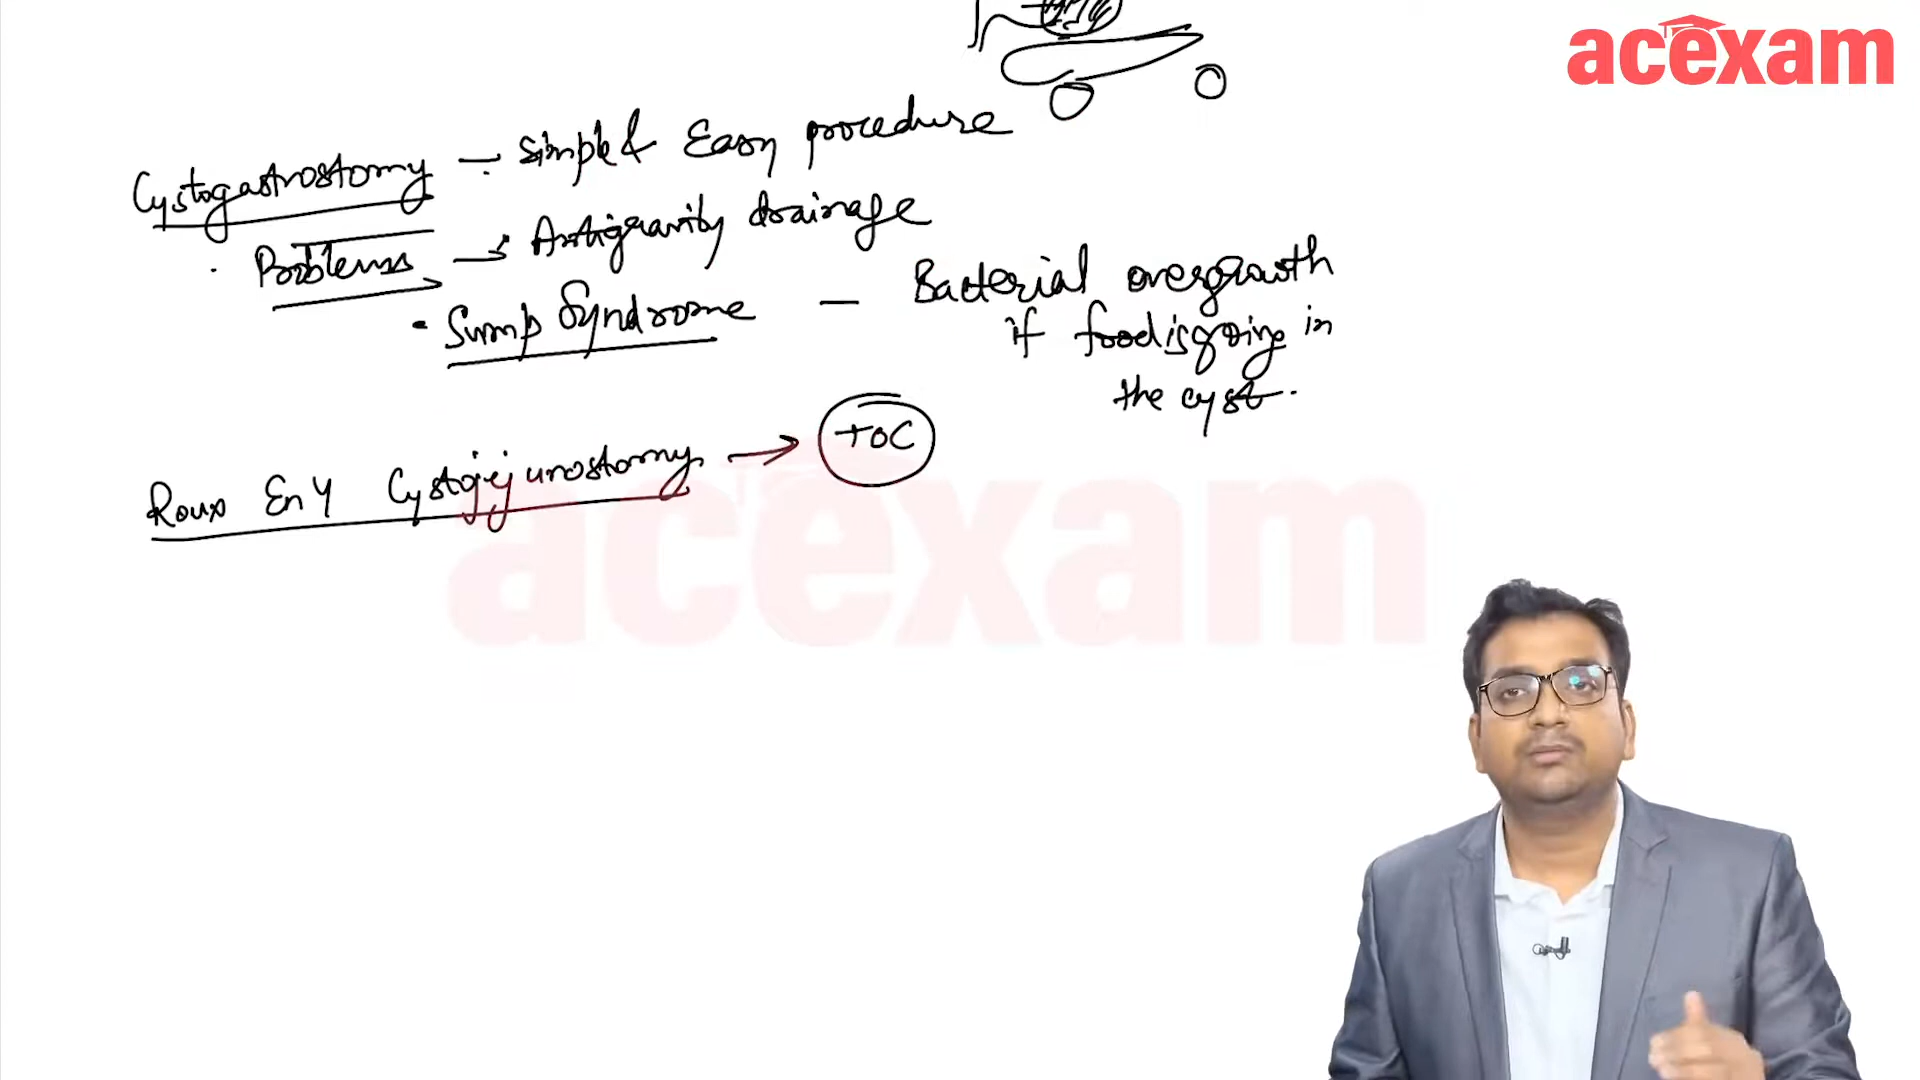 acexam
Cystogastrostomy – Simple & Easy procedure
Problems → Antigravity drainage
• Sump Syndrome – Bacterial overgrowth
if food is going in
the cyst.
Roux En Y Cystojejunostomy → TOC
acexam